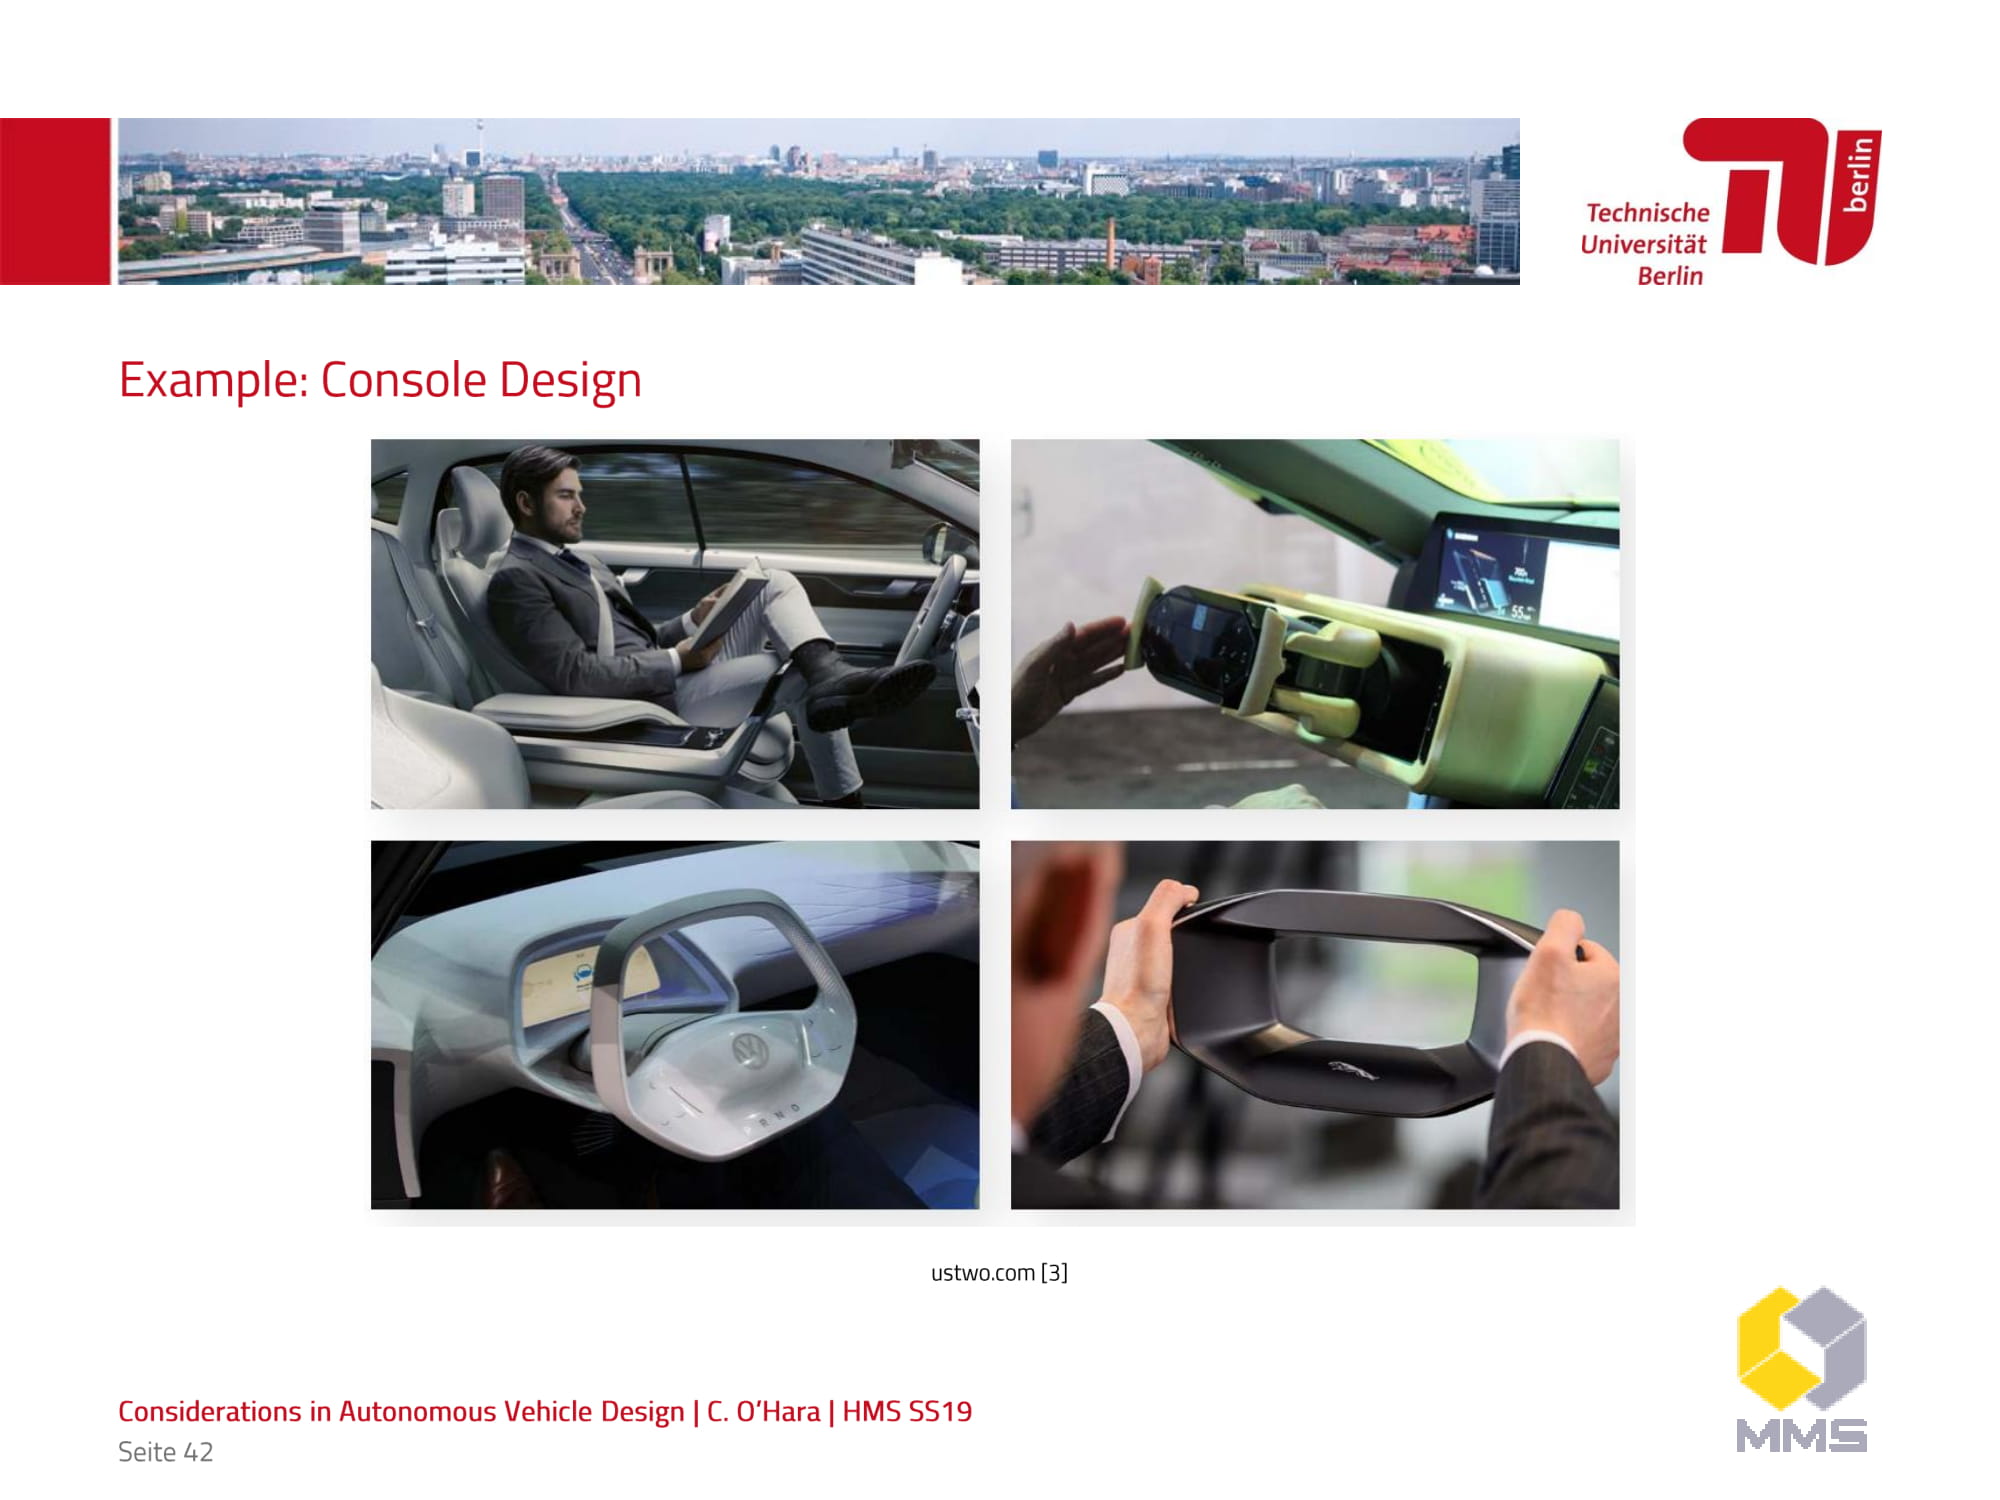 Technische
Universität
Berlin
berlin
Example: Console Design
55
P R N D
ustwo.com [3]
Considerations in Autonomous Vehicle Design | C. O’Hara | HMS SS19
Seite 42
MMS